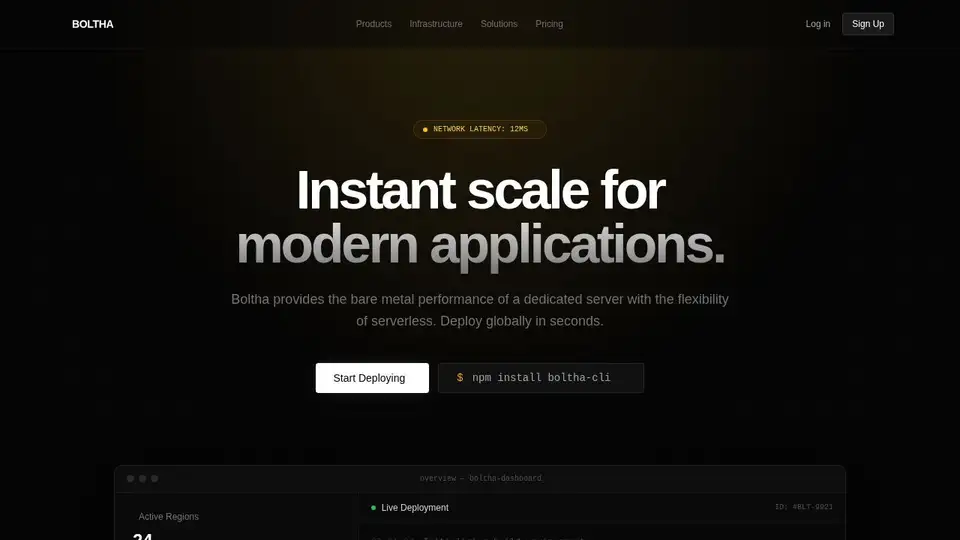 BOLTHA
Products Infrastructure Solutions Pricing
Log in Sign Up
NETWORK LATENCY: 12MS
Instant scale for
modern applications.
Boltha provides the bare metal performance of a dedicated server with the flexibility
of serverless. Deploy globally in seconds.
Start Deploying
$ npm install boltha-cli
overview — boltha-dashboard
Active Regions
24
Live Deployment
ID: #BLT-9921